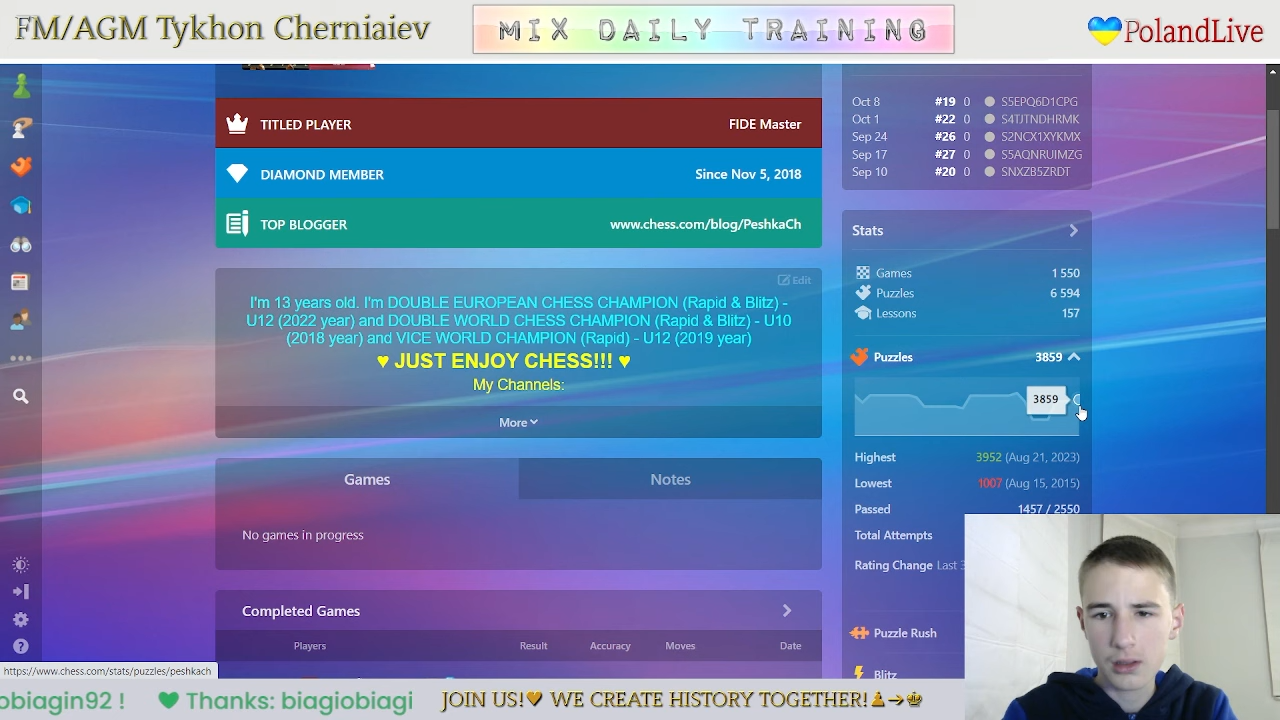 FM/AGM Tykhon Cherniaiev
MIX DAILY TRAINING
PolandLive
TITLED PLAYER
FIDE Master
DIAMOND MEMBER
Since Nov 5, 2018
TOP BLOGGER
www.chess.com/blog/PeshkaCh
Edit
I'm 13 years old. I'm DOUBLE EUROPEAN CHESS CHAMPION (Rapid & Blitz) -
U12 (2022 year) and DOUBLE WORLD CHESS CHAMPION (Rapid & Blitz) - U10
(2018 year) and VICE WORLD CHAMPION (Rapid) - U12 (2019 year)
♥ JUST ENJOY CHESS!!! ♥
My Channels:
More
Games
Notes
No games in progress
Completed Games
Players
Result
Accuracy
Moves
Date
Oct 8 #19 0 S5EPQ6D1CPG
Oct 1 #22 0 S4TJTNDHRMK
Sep 24 #26 0 S2NCX1XYKMX
Sep 17 #27 0 S5AQNRUIMZG
Sep 10 #20 0 SNXZB5ZRDT
Stats
Games 1 550
Puzzles 6 594
Lessons 157
Puzzles 3859
3859
Highest 3952 (Aug 21, 2023)
Lowest 1007 (Aug 15, 2015)
Passed 1457 / 2550
Total Attempts
Rating Change Last
Puzzle Rush
Blitz
https://www.chess.com/stats/puzzles/peshkach
obiagin92 !
Thanks: biagiobiagi
JOIN US!♥ WE CREATE HISTORY TOGETHER!♟→♚